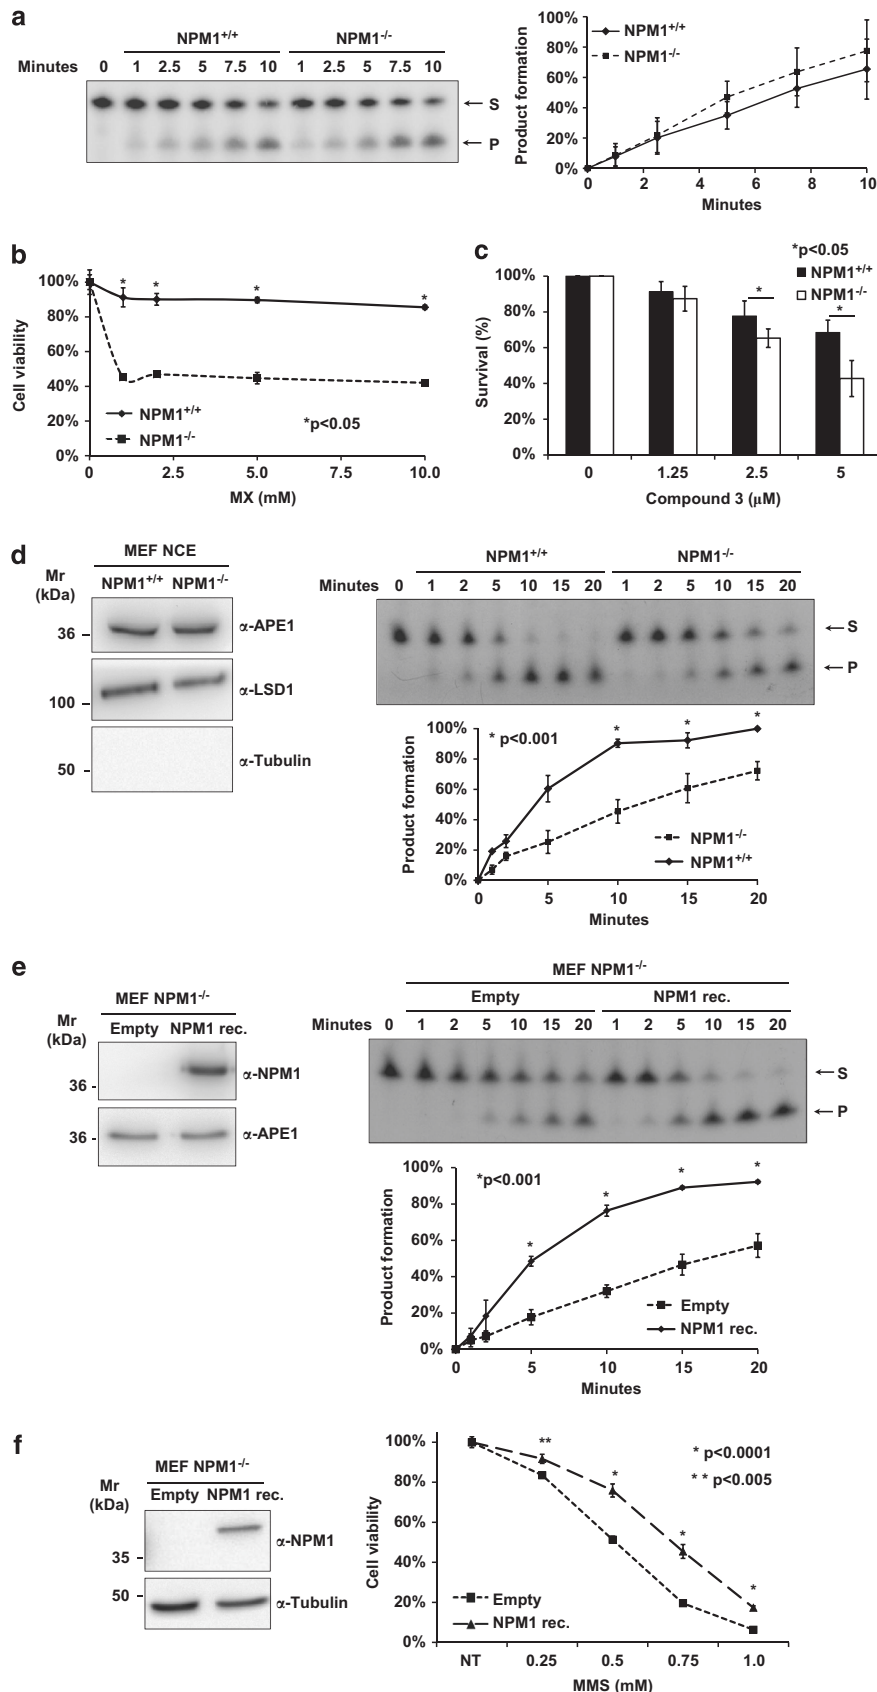 a
NPM1+/+ NPM1-/-
Minutes 0 1 2.5 5 7.5 10 1 2.5 5 7.5 10
← S
← P
Product formation
100%
80%
60%
40%
20%
0%
NPM1+/+
NPM1-/-
0 2 4 6 8 10
Minutes
b
Cell viability
100%
80%
60%
40%
20%
0%
* * * *
NPM1+/+
NPM1-/-
*p<0.05
0 2.5 5.0 7.5 10.0
MX (mM)
c
*p<0.05
NPM1+/+
NPM1-/-
Survival (%)
100%
80%
60%
40%
20%
0%
* *
0 1.25 2.5 5
Compound 3 (μM)
d
MEF NCE
Mr
(kDa)
NPM1+/+ NPM1-/-
36 α-APE1
100 α-LSD1
50 α-Tubulin
NPM1+/+ NPM1-/-
Minutes 0 1 2 5 10 15 20 1 2 5 10 15 20
← S
← P
Product formation
100%
80%
60%
40%
20%
0%
* p<0.001
* * *
NPM1-/-
NPM1+/+
0 5 10 15 20
Minutes
e
MEF NPM1-/-
Mr
(kDa)
Empty NPM1 rec.
36 α-NPM1
36 α-APE1
MEF NPM1-/-
Empty NPM1 rec.
Minutes 0 1 2 5 10 15 20 1 2 5 10 15 20
← S
← P
Product formation
100%
80%
60%
40%
20%
0%
*p<0.001
* * * *
Empty
NPM1 rec.
0 5 10 15 20
Minutes
f
MEF NPM1-/-
Mr
(kDa)
Empty NPM1 rec.
35 α-NPM1
50 α-Tubulin
Cell viability
100%
80%
60%
40%
20%
0%
** * * *
* p<0.0001
** p<0.005
Empty
NPM1 rec.
NT 0.25 0.5 0.75 1.0
MMS (mM)